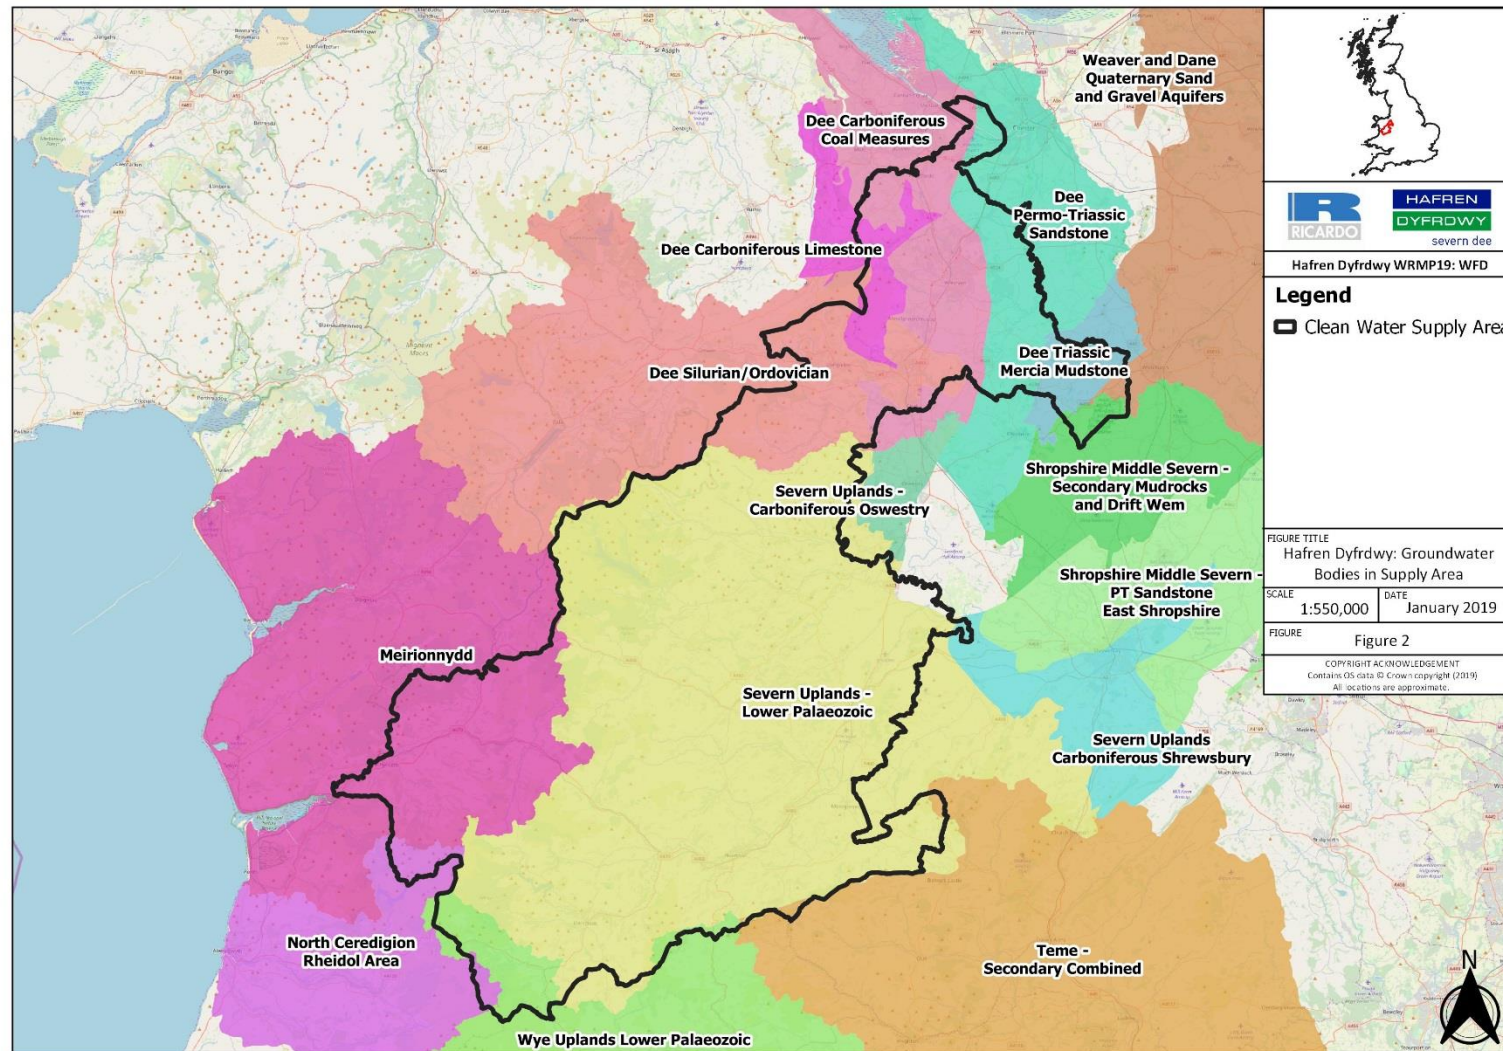 Weaver and Dane
Quaternary Sand
and Gravel Aquifers
Dee Carboniferous
Coal Measures
Dee
Permo-Triassic
Sandstone
Dee Carboniferous Limestone
Dee Triassic
Mercia Mudstone
Dee Silurian/Ordovician
Shropshire Middle Severn -
Secondary Mudrocks
and Drift Wem
Severn Uplands -
Carboniferous Oswestry
Shropshire Middle Severn -
PT Sandstone
East Shropshire
Meirionnydd
Severn Uplands -
Lower Palaeozoic
Severn Uplands
Carboniferous Shrewsbury
North Ceredigion
Rheidol Area
Teme -
Secondary Combined
Wye Uplands Lower Palaeozoic
RICARDO
HAFREN
DYFRDWY
severn dee
Hafren Dyfrdwy WRMP19: WFD
Legend
Clean Water Supply Area
FIGURE TITLE
Hafren Dyfrdwy: Groundwater
Bodies in Supply Area
SCALE
1:550,000
DATE
January 2019
FIGURE
Figure 2
COPYRIGHT ACKNOWLEDGEMENT
Contains OS data © Crown copyright (2019)
All locations are approximate.
N